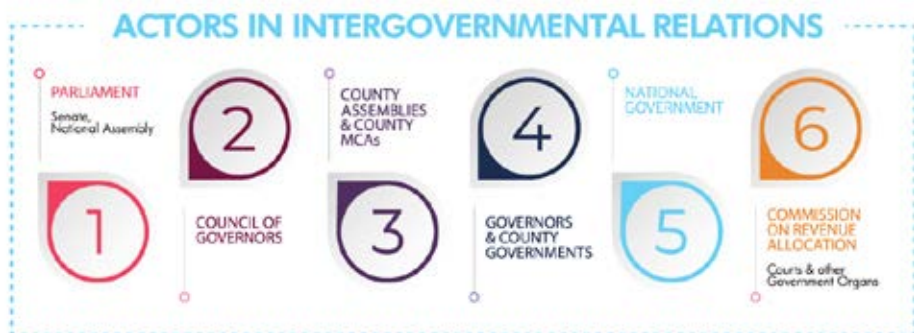 ACTORS IN INTERGOVERNMENTAL RELATIONS
1
PARLIAMENT
Senate,
National Assembly
2
COUNCIL OF
GOVERNORS
3
COUNTY
ASSEMBLIES
& COUNTY
MCAs
4
GOVERNORS
& COUNTY
GOVERNMENTS
5
NATIONAL
GOVERNMENT
6
COMMISSION
ON REVENUE
ALLOCATION
Courts & other
Government Organs